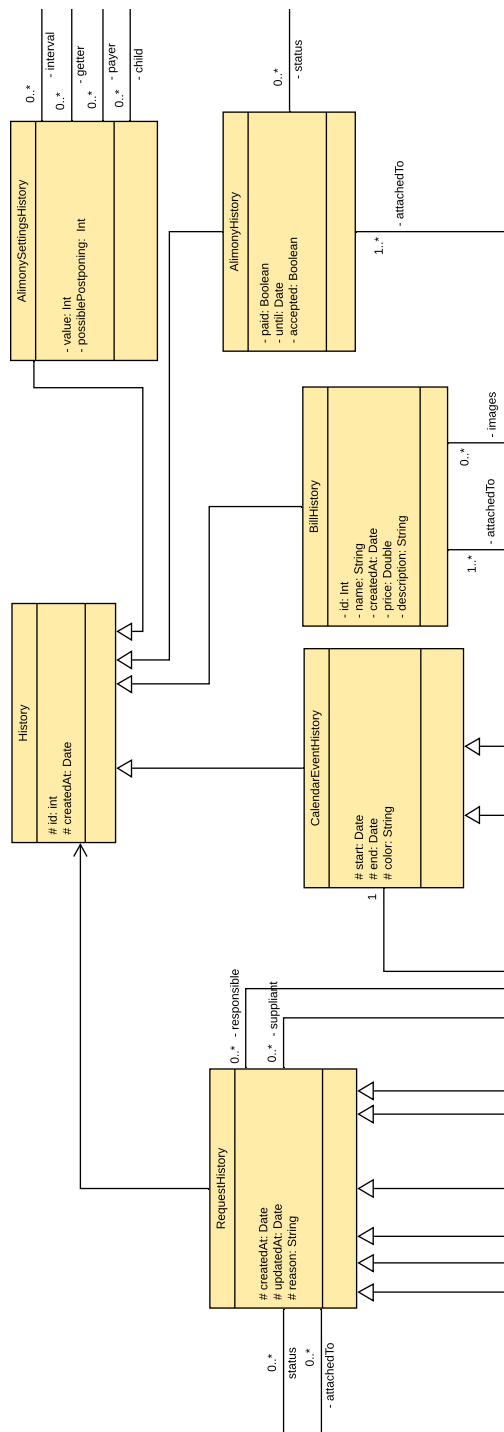 History
# id: int
# createdAt: Date
AlimonySettingsHistory
- value: Int
- possiblePostponing:  Int
0..*
- interval
0..*
- getter
0..*
- payer
0..*
- child
AlimonyHistory
- paid: Boolean
- until: Date
- accepted: Boolean
0..*
- status
1..*
- attachedTo
BillHistory
- id: Int
- name: String
- createdAt: Date
- price: Double
- description: String
0..*
- images
1..*
- attachedTo
CalendarEventHistory
# start: Date
# end: Date
# color: String
1
RequestHistory
# createdAt: Date
# updatedAt: Date
# reason: String
0..*
- responsible
0..*
- suppliant
0..*
status
0..*
- attachedTo